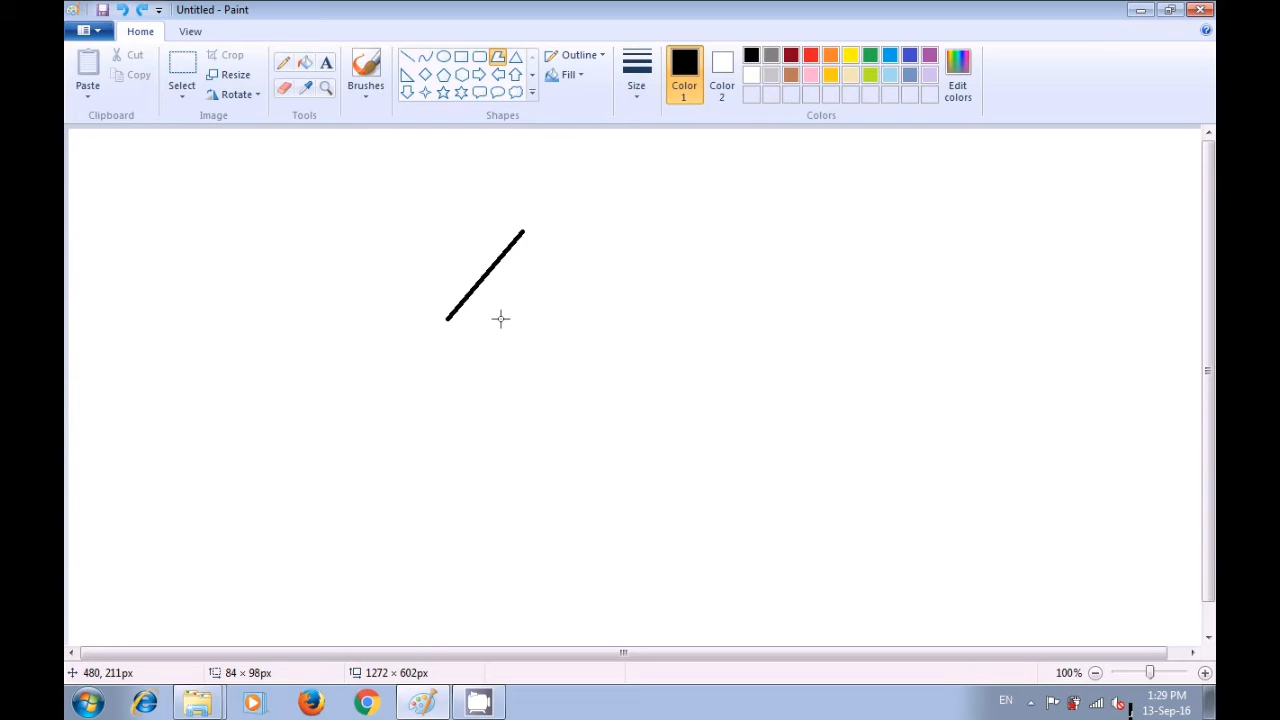 Untitled - Paint
Home View
Paste
Cut
Copy
Clipboard
Select
Crop
Resize
Rotate
Image
A
Tools
Brushes
Outline
Fill
Shapes
Size
Color 1
Color 2
Edit colors
Colors
480, 211px
84 × 98px
1272 × 602px
100%
EN
1:29 PM
13-Sep-16